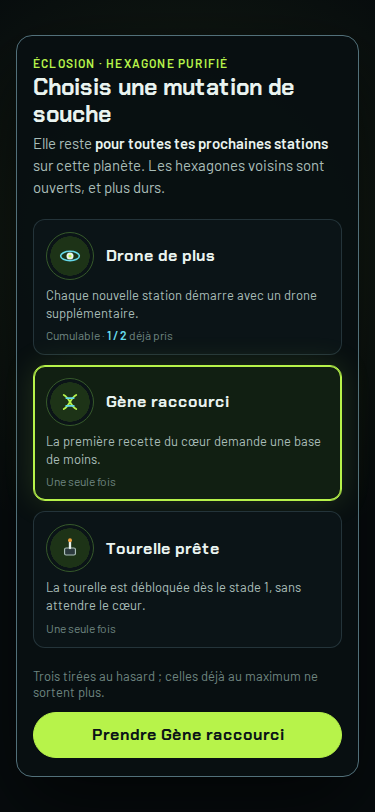 ÉCLOSION · HEXAGONE PURIFIÉ
Choisis une mutation de
souche
Elle reste pour toutes tes prochaines stations
sur cette planète. Les hexagones voisins sont
ouverts, et plus durs.
Drone de plus
Chaque nouvelle station démarre avec un drone
supplémentaire.
Cumulable · 1 / 2 déjà pris
Gène raccourci
La première recette du cœur demande une base
de moins.
Une seule fois
Tourelle prête
La tourelle est débloquée dès le stade 1, sans
attendre le cœur.
Une seule fois
Trois tirées au hasard ; celles déjà au maximum ne
sortent plus.
Prendre Gène raccourci